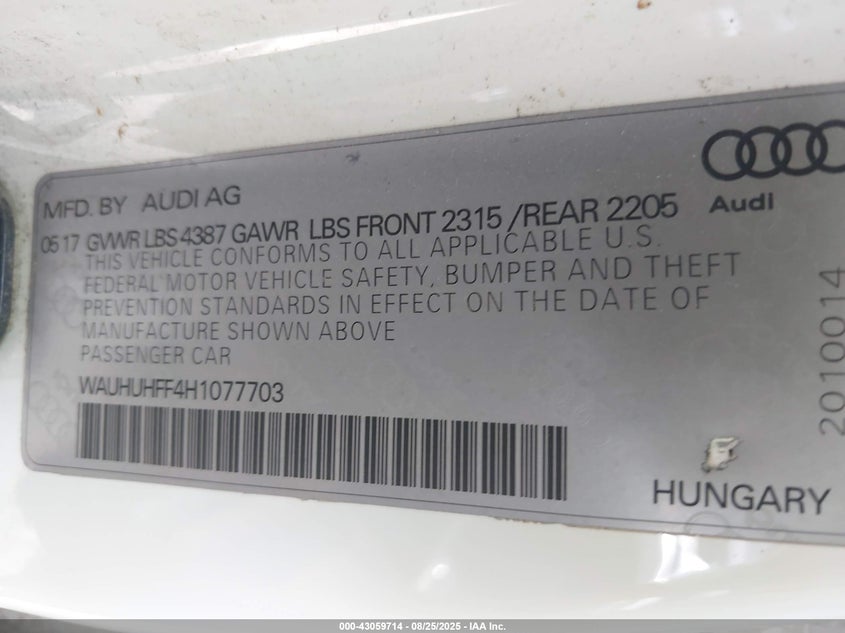 MFD. BY AUDI AG
Audi
05 17 GVWR LBS 4387 GAWR LBS FRONT 2315 /REAR 2205
THIS VEHICLE CONFORMS TO ALL APPLICABLE U.S.
FEDERAL MOTOR VEHICLE SAFETY, BUMPER AND THEFT
PREVENTION STANDARDS IN EFFECT ON THE DATE OF
MANUFACTURE SHOWN ABOVE
PASSENGER CAR
WAUHUHFF4H1077703
2010014
HUNGARY
000-43059714 - 08/25/2025 - IAA Inc.